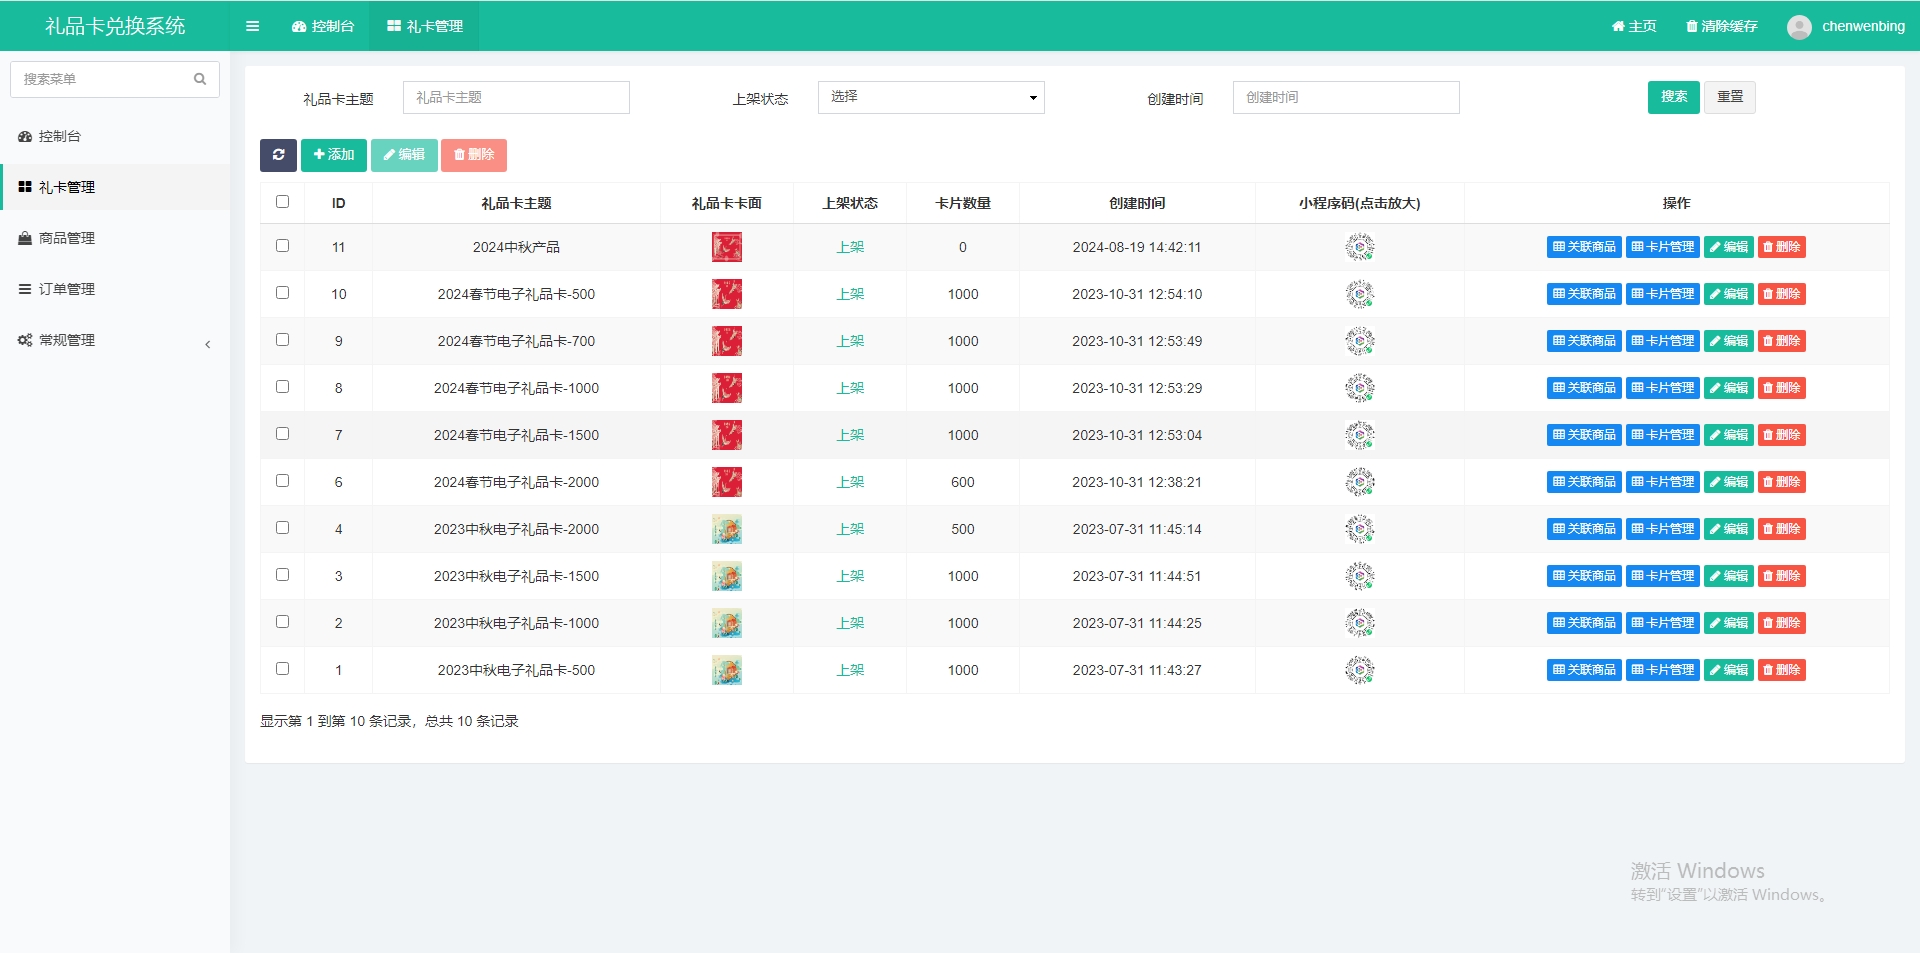 礼品卡兑换系统 控制台 礼卡管理 主页 清除缓存 chenwenbing
搜索菜单
控制台
礼卡管理
商品管理
订单管理
常规管理
礼品卡主题 礼品卡主题 上架状态 选择 创建时间 创建时间 搜索 重置
添加 编辑 删除
ID 礼品卡主题 礼品卡卡面 上架状态 卡片数量 创建时间 小程序码(点击放大) 操作
11 2024中秋产品 上架 0 2024-08-19 14:42:11 关联商品 卡片管理 编辑 删除
10 2024春节电子礼品卡-500 上架 1000 2023-10-31 12:54:10 关联商品 卡片管理 编辑 删除
9 2024春节电子礼品卡-700 上架 1000 2023-10-31 12:53:49 关联商品 卡片管理 编辑 删除
8 2024春节电子礼品卡-1000 上架 1000 2023-10-31 12:53:29 关联商品 卡片管理 编辑 删除
7 2024春节电子礼品卡-1500 上架 1000 2023-10-31 12:53:04 关联商品 卡片管理 编辑 删除
6 2024春节电子礼品卡-2000 上架 600 2023-10-31 12:38:21 关联商品 卡片管理 编辑 删除
4 2023中秋电子礼品卡-2000 上架 500 2023-07-31 11:45:14 关联商品 卡片管理 编辑 删除
3 2023中秋电子礼品卡-1500 上架 1000 2023-07-31 11:44:51 关联商品 卡片管理 编辑 删除
2 2023中秋电子礼品卡-1000 上架 1000 2023-07-31 11:44:25 关联商品 卡片管理 编辑 删除
1 2023中秋电子礼品卡-500 上架 1000 2023-07-31 11:43:27 关联商品 卡片管理 编辑 删除
显示第 1 到第 10 条记录，总共 10 条记录
激活 Windows
转到“设置”以激活 Windows。